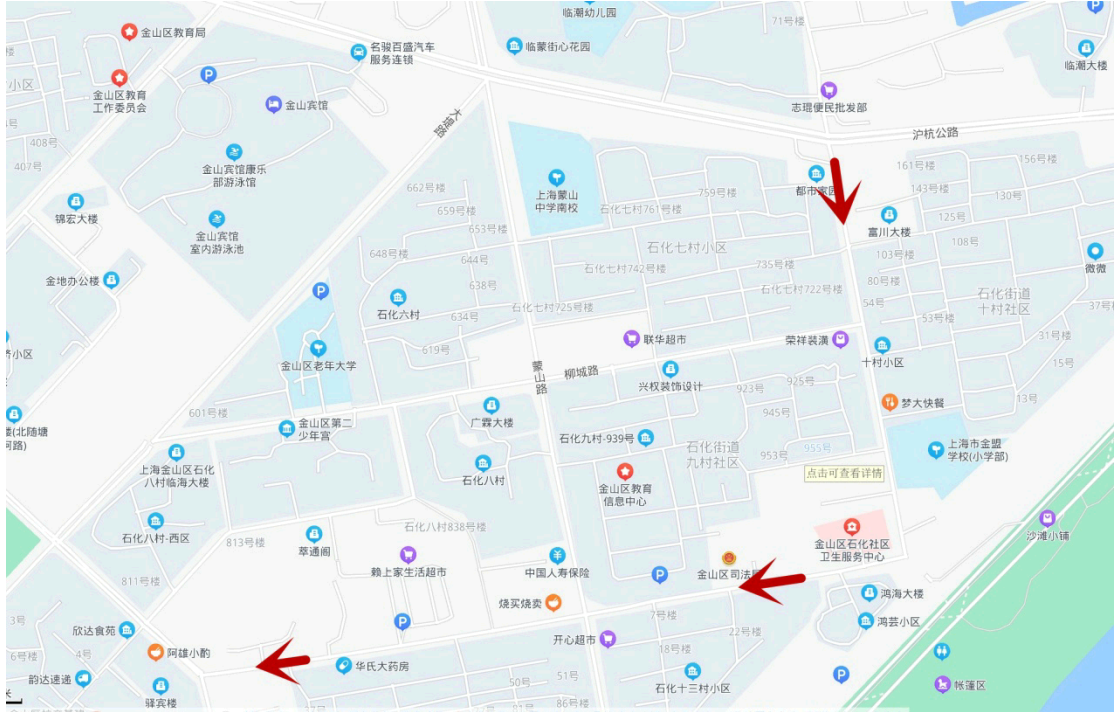 临潮幼儿园
71号楼
金山区教育局
名骏百盛汽车
服务连锁
临蒙街心花园
临潮大楼
小区
金山区教育
工作委员会
金山宾馆
志琨便民批发部
大堤路
沪杭公路
408号
407号
金山宾馆康乐
部游泳馆
662号楼
659号楼
653号楼
上海蒙山
中学南校
759号楼
都市家园
161号楼
156号楼
143号楼
130号
125号
锦宏大楼
金山宾馆
室内游泳池
石化七村761号楼
富川大楼
108号
103号楼
648号楼
644号
石化七村小区
735号楼
微微
金地办公楼
638号
石化七村742号楼
石化七村722号楼
80号楼
54号
石化街道
十村社区
37号楼
石化六村
634号
石化七村725号楼
53号楼
31号楼
619号
联华超市
荣祥装潢
十村小区
15号
金山区老年大学
蒙山路
柳城路
兴权装饰设计
923号
925号
13号
601号楼
广霖大楼
945号
梦大快餐
金山区第二
少年宫
石化九村-939号
石化街道
九村社区
953号
955号
上海市金盟
学校(小学部)
点击可查看详情
上海金山区石化
八村临海大楼
石化八村
金山区教育
信息中心
石化八村-西区
813号楼
萃通阁
石化八村838号楼
金山区石化社区
卫生服务中心
沙滩小铺
811号楼
赖上家生活超市
中国人寿保险
金山区司法
鸿海大楼
烧买烧卖
7号楼
鸿芸小区
3号
欣达食苑
开心超市
22号楼
18号楼
6号楼
4号
阿雄小酌
华氏大药房
韵达速递
驿宾楼
50号
51号
86号楼
石化十三村小区
帐篷区